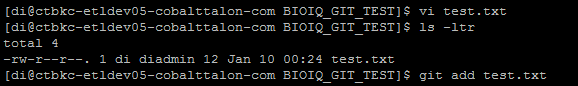 [di@ctbkc-etldev05-cobalttalon-com BIOIQ_GIT_TEST]$ vi test.txt
[di@ctbkc-etldev05-cobalttalon-com BIOIQ_GIT_TEST]$ ls -ltr
total 4
-rw-r--r--. 1 di diadmin 12 Jan 10 00:24 test.txt
[di@ctbkc-etldev05-cobalttalon-com BIOIQ_GIT_TEST]$ git add test.txt